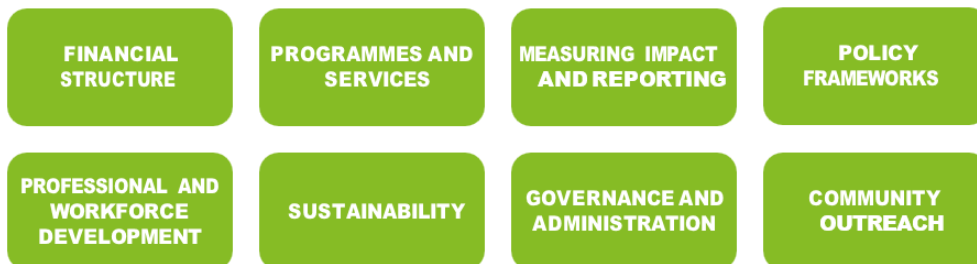 FINANCIAL
STRUCTURE
PROGRAMMES AND
SERVICES
MEASURING IMPACT
AND REPORTING
POLICY
FRAMEWORKS
PROFESSIONAL AND
WORKFORCE
DEVELOPMENT
SUSTAINABILITY
GOVERNANCE AND
ADMINISTRATION
COMMUNITY
OUTREACH